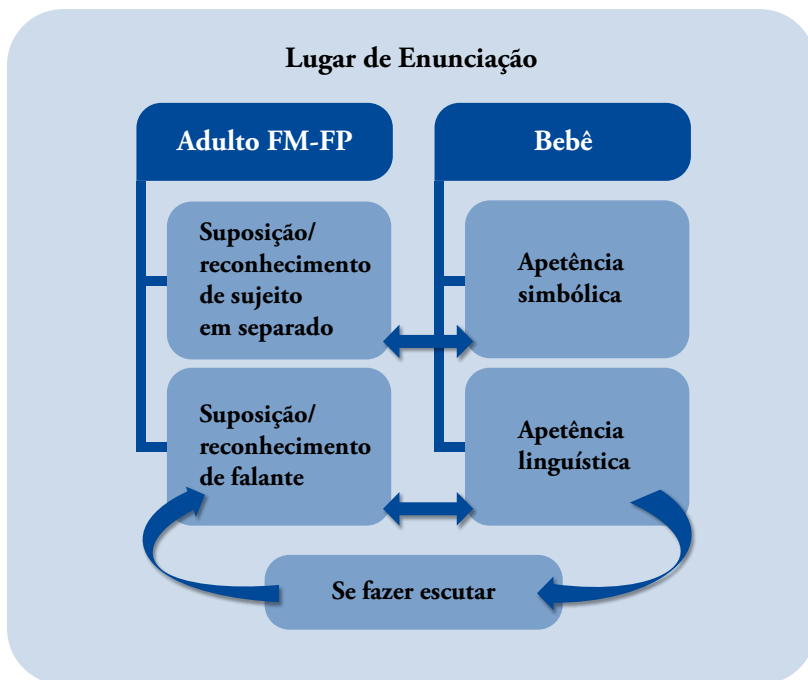 Lugar de Enunciação
Adulto FM-FP
Bebê
Suposição/
reconhecimento
de sujeito
em separado
Apetência
simbólica
Suposição/
reconhecimento
de falante
Apetência
linguística
Se fazer escutar